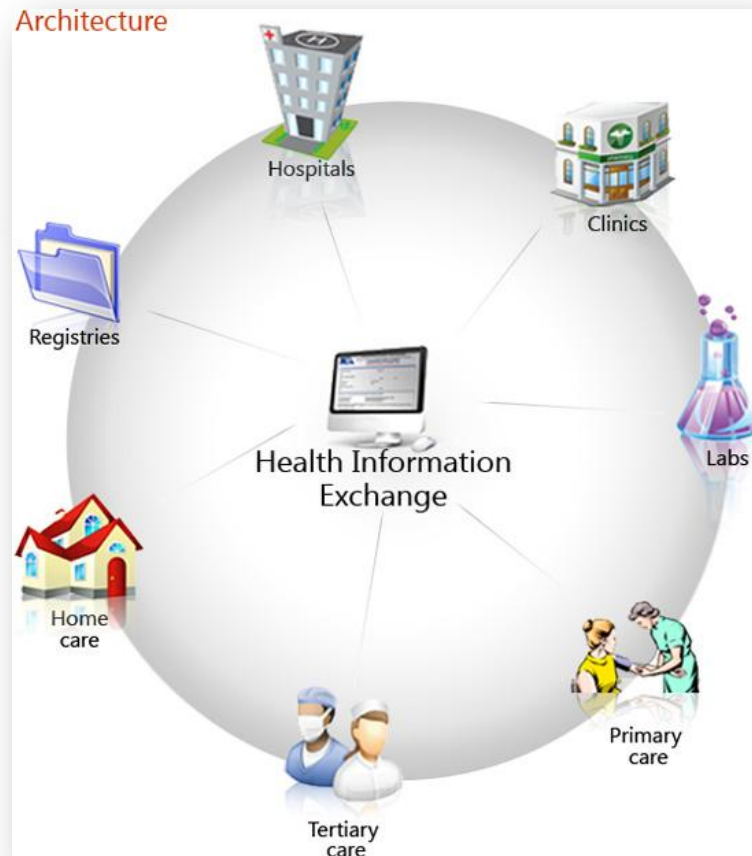 Architecture
Hospitals
Clinics
Registries
Labs
Health Information
Exchange
Home
care
Primary
care
Tertiary
care